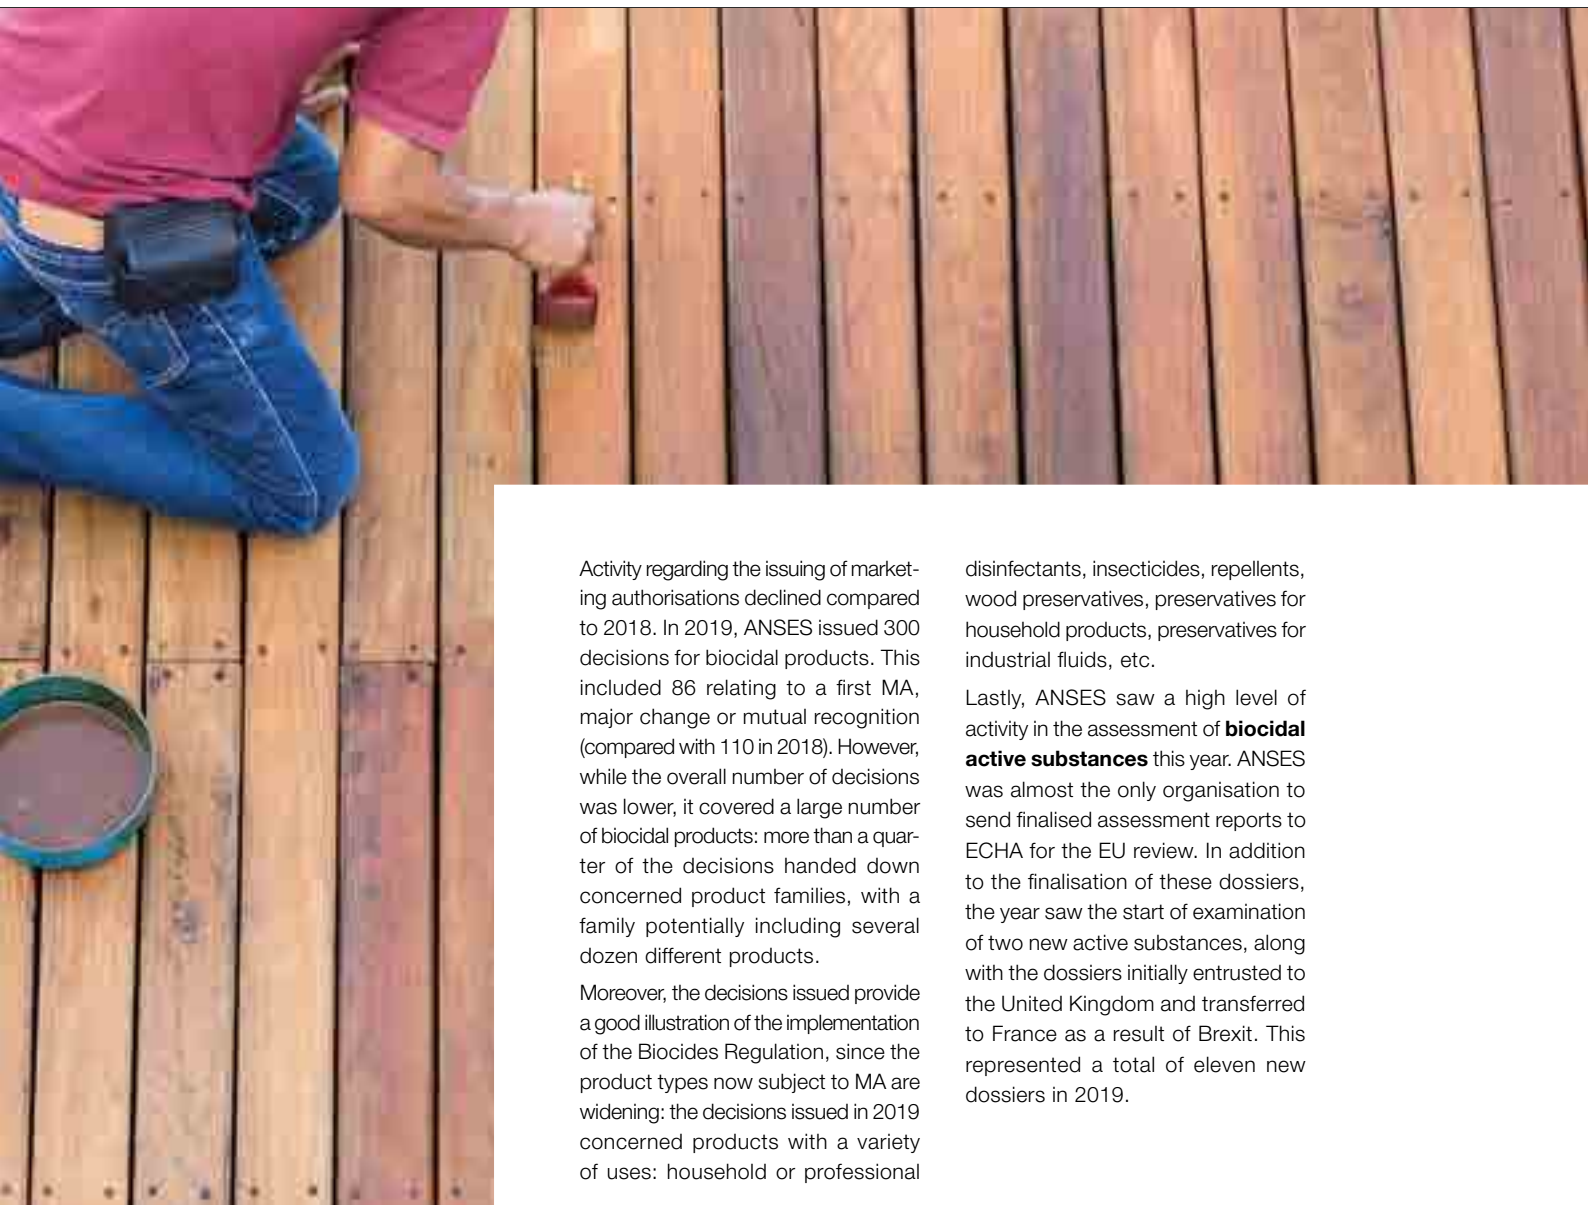 Activity regarding the issuing of market-
ing authorisations declined compared
to 2018. In 2019, ANSES issued 300
decisions for biocidal products. This
included 86 relating to a first MA,
major change or mutual recognition
(compared with 110 in 2018). However,
while the overall number of decisions
was lower, it covered a large number
of biocidal products: more than a quar-
ter of the decisions handed down
concerned product families, with a
family potentially including several
dozen different products.
Moreover, the decisions issued provide
a good illustration of the implementation
of the Biocides Regulation, since the
product types now subject to MA are
widening: the decisions issued in 2019
concerned products with a variety
of uses: household or professional
disinfectants, insecticides, repellents,
wood preservatives, preservatives for
household products, preservatives for
industrial fluids, etc.
Lastly, ANSES saw a high level of
activity in the assessment of biocidal
active substances this year. ANSES
was almost the only organisation to
send finalised assessment reports to
ECHA for the EU review. In addition
to the finalisation of these dossiers,
the year saw the start of examination
of two new active substances, along
with the dossiers initially entrusted to
the United Kingdom and transferred
to France as a result of Brexit. This
represented a total of eleven new
dossiers in 2019.